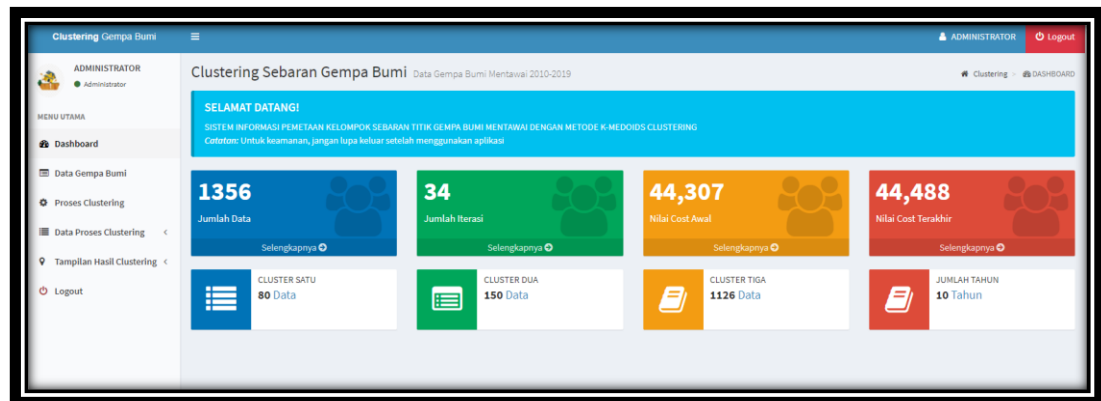 Clustering Gempa Bumi
ADMINISTRATOR
Logout
ADMINISTRATOR
Administrator
MENU UTAMA
Dashboard
Data Gempa Bumi
Proses Clustering
Data Proses Clustering
Tampilan Hasil Clustering
Logout
Clustering Sebaran Gempa Bumi Data Gempa Bumi Mentawai 2010-2019
Clustering > DASHBOARD
SELAMAT DATANG!
SISTEM INFORMASI PEMETAAN KELOMPOK SEBARAN TITIK GEMPA BUMI MENTAWAI DENGAN METODE K-MEDOIDS CLUSTERING
Catatan: Untuk keamanan, jangan lupa keluar setelah menggunakan aplikasi
1356
Jumlah Data
Selengkapnya
34
Jumlah Iterasi
Selengkapnya
44,307
Nilai Cost Awal
Selengkapnya
44,488
Nilai Cost Terakhir
Selengkapnya
CLUSTER SATU
80 Data
CLUSTER DUA
150 Data
CLUSTER TIGA
1126 Data
JUMLAH TAHUN
10 Tahun